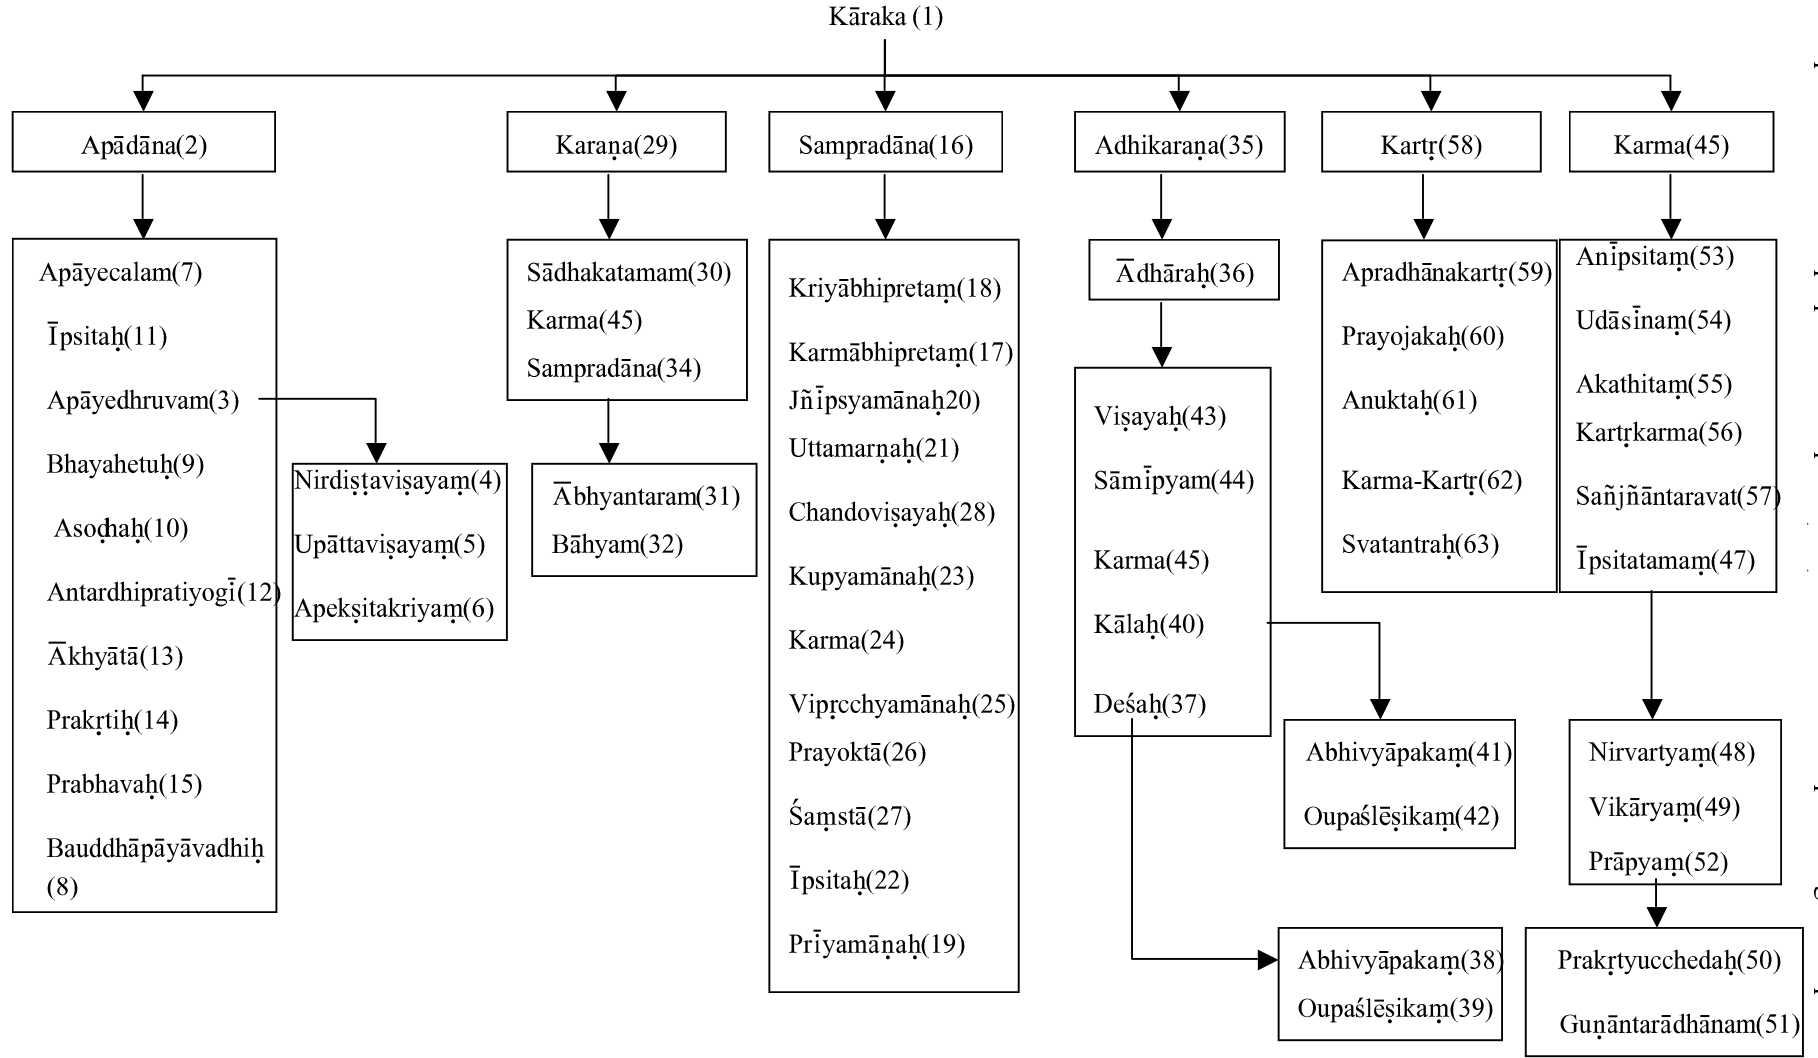 Kāraka (1)
Apādāna(2)
Karaṇa(29)
Sampradāna(16)
Adhikaraṇa(35)
Kartṛ(58)
Karma(45)
Apāyecalam(7)
Īpsitaḥ(11)
Apāyedhruvam(3)
Bhayahetuḥ(9)
Asoḍhaḥ(10)
Antardhipratiyogī(12)
Ākhyātā(13)
Prakṛtiḥ(14)
Prabhavaḥ(15)
Bauddhāpāyāvadhiḥ
(8)
Nirdiṣṭaviṣayaṃ(4)
Upāttaviṣayaṃ(5)
Apekṣitakriyaṃ(6)
Sādhakatamam(30)
Karma(45)
Sampradāna(34)
Ābhyantaram(31)
Bāhyam(32)
Kriyābhipretaṃ(18)
Karmābhipretaṃ(17)
Jñīpsyamānaḥ20)
Uttamarṇaḥ(21)
Chandoviṣayaḥ(28)
Kupyamānaḥ(23)
Karma(24)
Vipṛcchyamānaḥ(25)
Prayoktā(26)
Śaṃstā(27)
Īpsitaḥ(22)
Prīyamāṇaḥ(19)
Ādhāraḥ(36)
Viṣayaḥ(43)
Sāmīpyam(44)
Karma(45)
Kālaḥ(40)
Deśaḥ(37)
Abhivyāpakaṃ(41)
Oupaślēṣikaṃ(42)
Abhivyāpakaṃ(38)
Oupaślēṣikaṃ(39)
Apradhānakartṛ(59)
Prayojakaḥ(60)
Anuktaḥ(61)
Karma-Kartṛ(62)
Svatantraḥ(63)
Anīpsitaṃ(53)
Udāsīnaṃ(54)
Akathitaṃ(55)
Kartṛkarma(56)
Sañjñāntaravat(57)
Īpsitatamaṃ(47)
Nirvartyaṃ(48)
Vikāryaṃ(49)
Prāpyaṃ(52)
Prakṛtyucchedaḥ(50)
Guṇāntarādhānam(51)